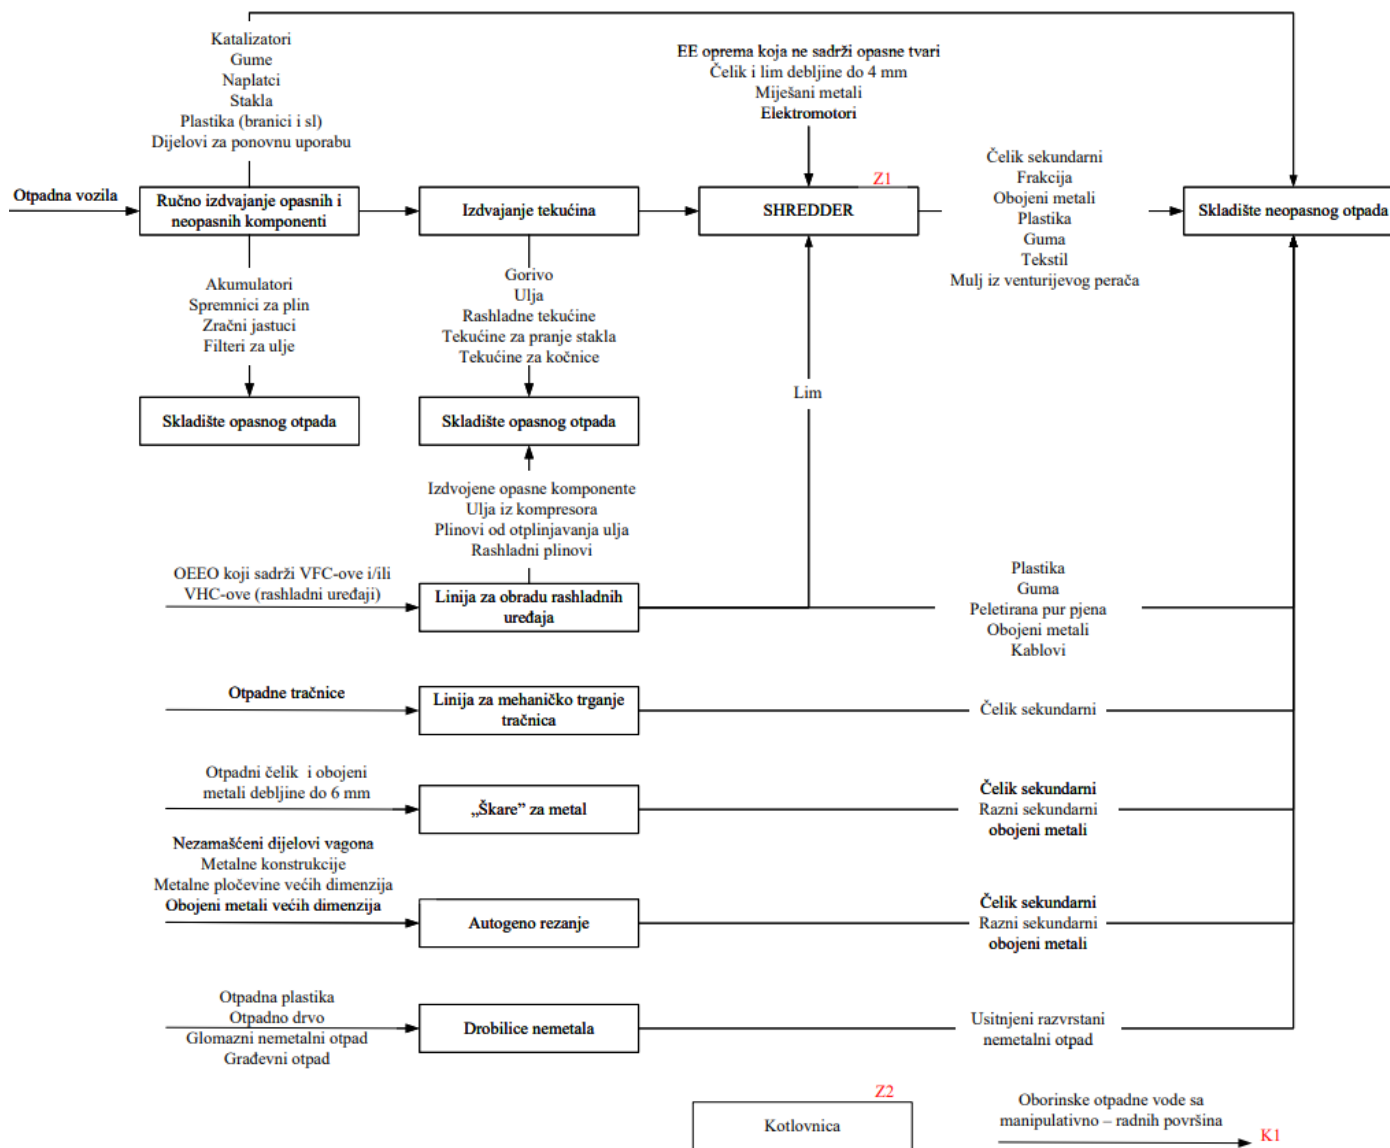 Katalizatori
Gume
Naplatci
Stakla
Plastika (branici i sl)
Dijelovi za ponovnu uporabu
EE oprema koja ne sadrži opasne tvari
Čelik i lim debljine do 4 mm
Miješani metali
Elektromotori
Otpadna vozila
Ručno izdvajanje opasnih i
neopasnih komponenti
Izdvajanje tekućina
Z1
SHREDDER
Čelik sekundarni
Frakcija
Obojeni metali
Plastika
Guma
Tekstil
Mulj iz venturijevog perača
Skladište neopasnog otpada
Akumulatori
Spremnici za plin
Zračni jastuci
Filteri za ulje
Gorivo
Ulja
Rashladne tekućine
Tekućine za pranje stakla
Tekućine za kočnice
Skladište opasnog otpada
Skladište opasnog otpada
Lim
Izdvojene opasne komponente
Ulja iz kompresora
Plinovi od otplinjavanja ulja
Rashladni plinovi
OEEO koji sadrži VFC-ove i/ili
VHC-ove (rashladni uređaji)
Linija za obradu rashladnih
uređaja
Plastika
Guma
Peletirana pur pjena
Obojeni metali
Kablovi
Otpadne tračnice
Linija za mehaničko trganje
tračnica
Čelik sekundarni
Otpadni čelik i obojeni
metali debljine do 6 mm
„Škare” za metal
Čelik sekundarni
Razni sekundarni
obojeni metali
Nezamašćeni dijelovi vagona
Metalne konstrukcije
Metalne pločevine većih dimenzija
Obojeni metali većih dimenzija
Autogeno rezanje
Čelik sekundarni
Razni sekundarni
obojeni metali
Otpadna plastika
Otpadno drvo
Glomazni nemetalni otpad
Građevni otpad
Drobilice nemetala
Usitnjeni razvrstani
nemetalni otpad
Z2
Kotlovnica
Oborinske otpadne vode sa
manipulativno – radnih površina
K1